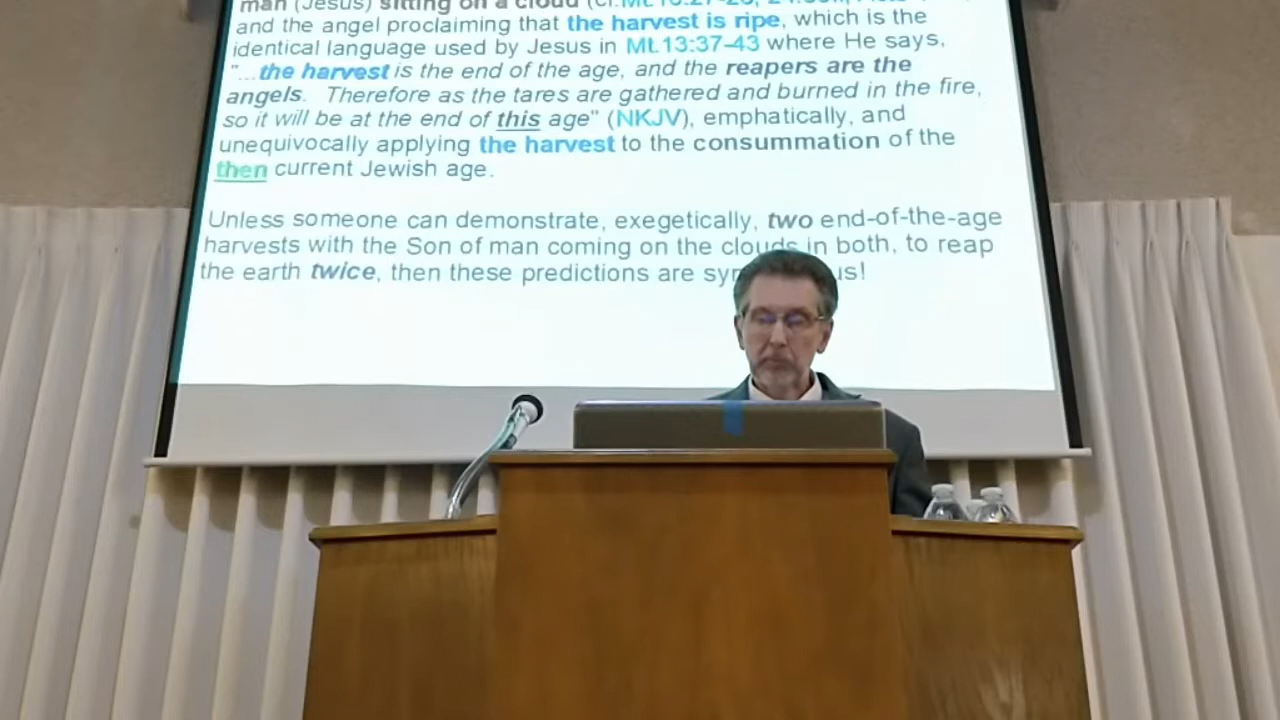 man (Jesus) sitting on a cloud
and the angel proclaiming that the harvest is ripe, which is the
identical language used by Jesus in Mt.13:37-43 where He says,
"...the harvest is the end of the age, and the reapers are the
angels. Therefore as the tares are gathered and burned in the fire,
so it will be at the end of this age" (NKJV), emphatically, and
unequivocally applying the harvest to the consummation of the
then current Jewish age.
Unless someone can demonstrate, exegetically, two end-of-the-age
harvests with the Son of man coming on the clouds in both, to reap
the earth twice, then these predictions are